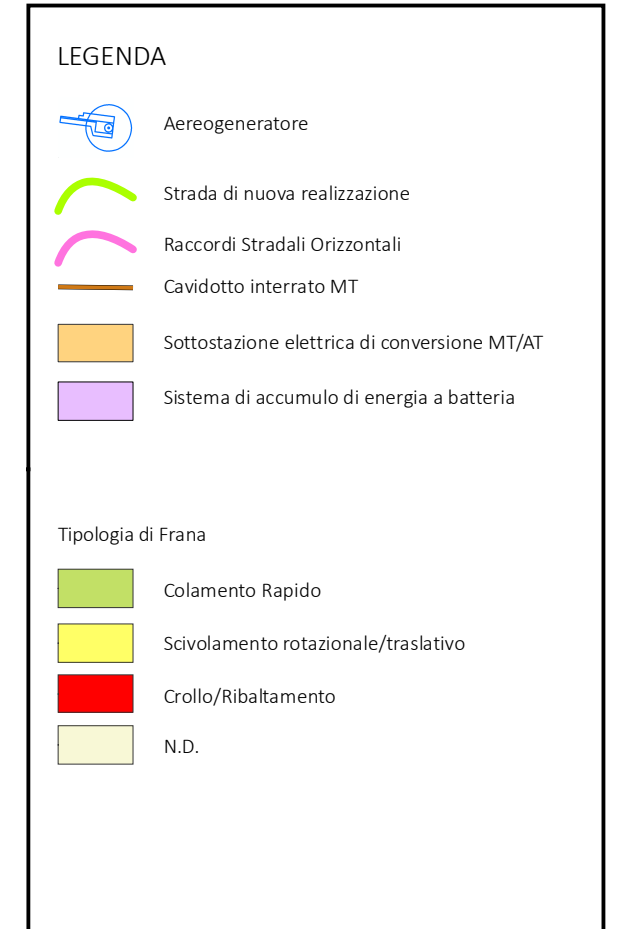 LEGENDA
Aereogeneratore
Strada di nuova realizzazione
Raccordi Stradali Orizzontali
Cavidotto interrato MT
Sottostazione elettrica di conversione MT/AT
Sistema di accumulo di energia a batteria
Tipologia di Frana
Colamento Rapido
Scivolamento rotazionale/traslativo
Crollo/Ribaltamento
N.D.